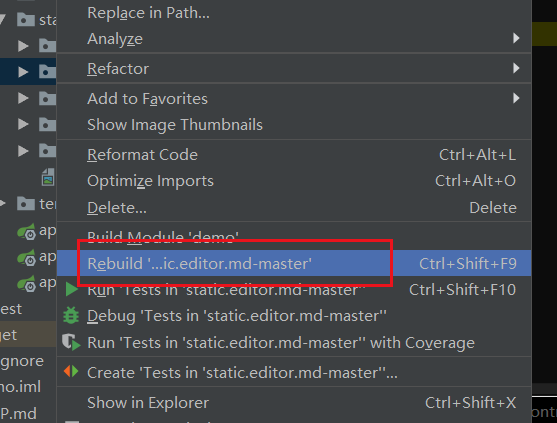 Replace in Path...
Analyze
sta
Refactor
Add to Favorites
Show Image Thumbnails
Reformat Code Ctrl+Alt+L
Optimize Imports Ctrl+Alt+O
Delete... Delete
ter
ap
Build Module 'demo'
ap
Rebuild '...ic.editor.md-master' Ctrl+Shift+F9
ap
Run 'Tests in 'static.editor.md-master'' Ctrl+Shift+F10
est
Debug 'Tests in 'static.editor.md-master''
get
Run 'Tests in 'static.editor.md-master'' with Coverage
gnore
Create 'Tests in 'static.editor.md-master''...
no.iml
Show in Explorer Ctrl+Shift+X
P.md
ontr